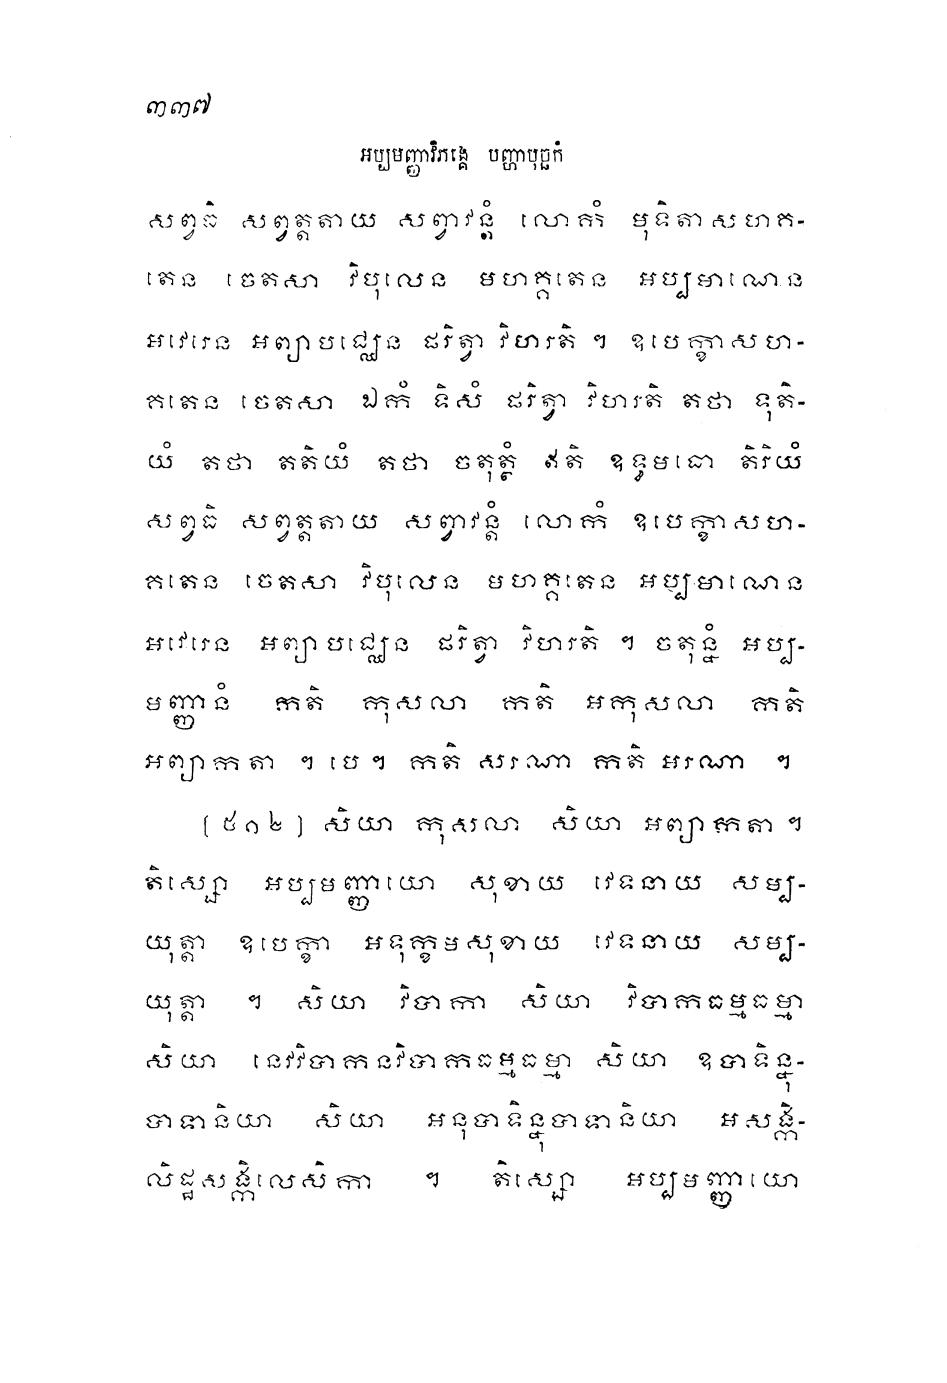 ៣៣៧
អប្បមញ្ញាវិភង្គេ បញ្ហាបុច្ឆកំ
សព្វធិ សព្វត្តតាយ សព្វាវន្តំ លោកំ មុទិតាសហគ-
តេន ចេតសា វិបុលេន មហគ្គតេន អប្បមាណេន
អវេរេន អព្យាបជ្ឈេន ផរិត្វា វិហរតិ ។ ឧបេក្ខាសហ-
គតេន ចេតសា ឯកំ ទិសំ ផរិត្វា វិហរតិ តថា ទុតិ-
យំ តថា តតិយំ តថា ចតុត្ថំ ឥតិ ឧទ្ធមធោ តិរិយំ
សព្វធិ សព្វត្តតាយ សព្វាវន្តំ លោកំ ឧបេក្ខាសហ-
គតេន ចេតសា វិបុលេន មហគ្គតេន អប្បមាណេន
អវេរេន អព្យាបជ្ឈេន ផរិត្វា វិហរតិ ។ ចតុន្នំ អប្ប-
មញ្ញានំ កតិ កុសលា កតិ អកុសលា កតិ
អព្យាកតា ។ បេ ។ កតិ សរណា កតិ អរណា ។
(៥១២) សិយា កុសលា សិយា អព្យាកតា ។
តិស្សោ អប្បមញ្ញាយោ សុខាយ វេទនាយ សម្ប-
យុត្តា ឧបេក្ខា អទុក្ខមសុខាយ វេទនាយ សម្ប-
យុត្តា ។ សិយា វិបាកា សិយា វិបាកធម្មធម្មា
សិយា នេវវិបាកនវិបាកធម្មធម្មា សិយា ឧបាទិន្នុ-
បាទានិយា សិយា អនុបាទិន្នុបាទានិយា អសង្កិ-
លិដ្ឋសង្កិលេសិកា ។ តិស្សោ អប្បមញ្ញាយោ